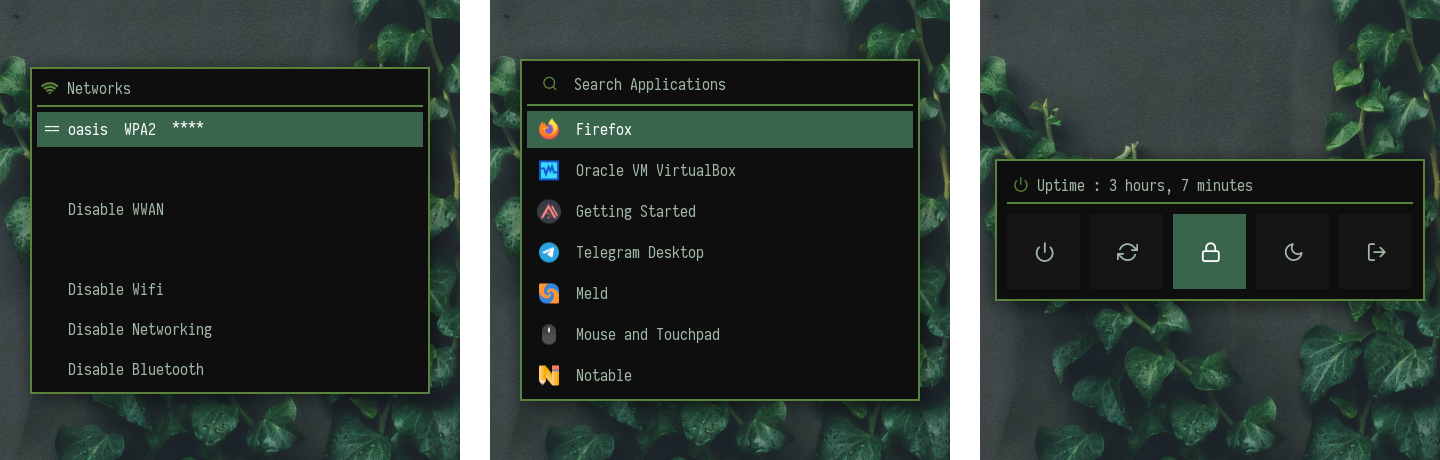 Networks
== oasis WPA2 ****
Disable WWAN
Disable Wifi
Disable Networking
Disable Bluetooth
Search Applications
Firefox
Oracle VM VirtualBox
Getting Started
Telegram Desktop
Meld
Mouse and Touchpad
Notable
Uptime : 3 hours, 7 minutes